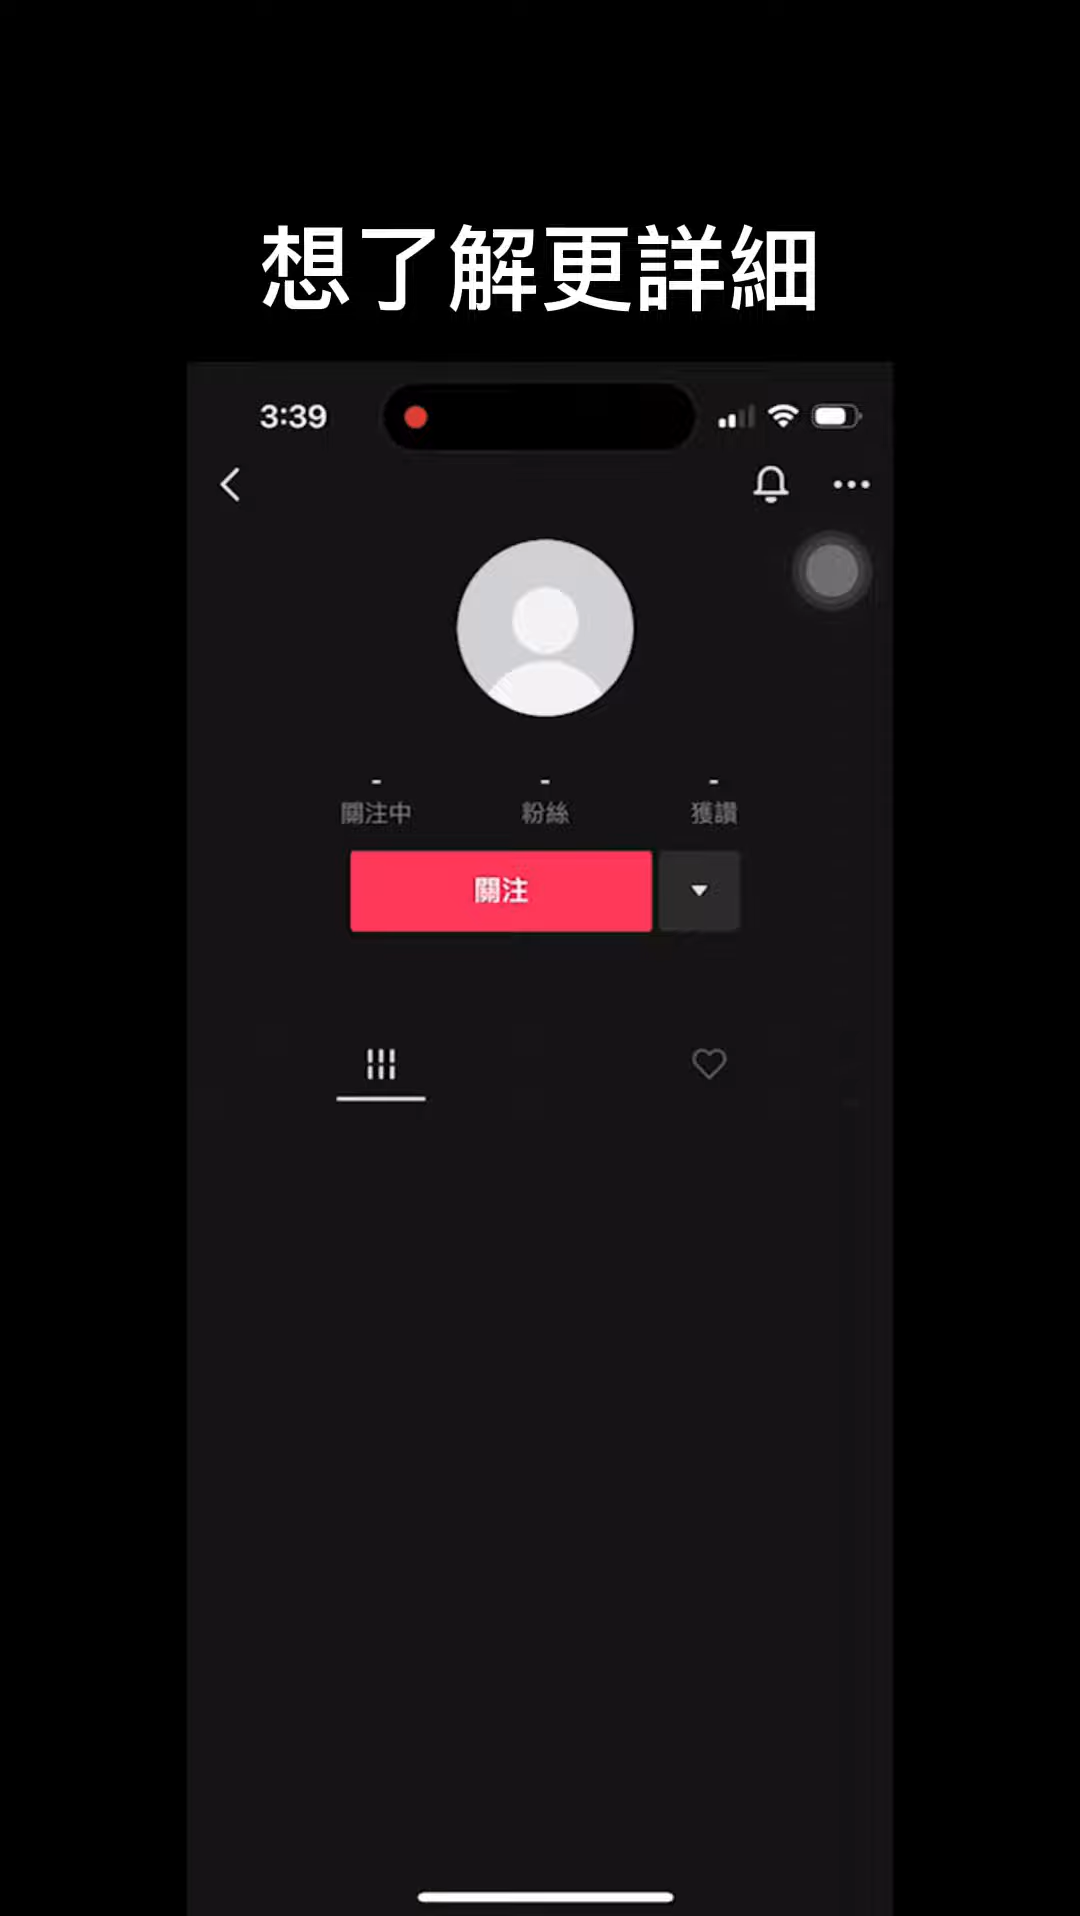 想了解更詳細
3:39
- - -
關注中 粉絲 獲讚
關注